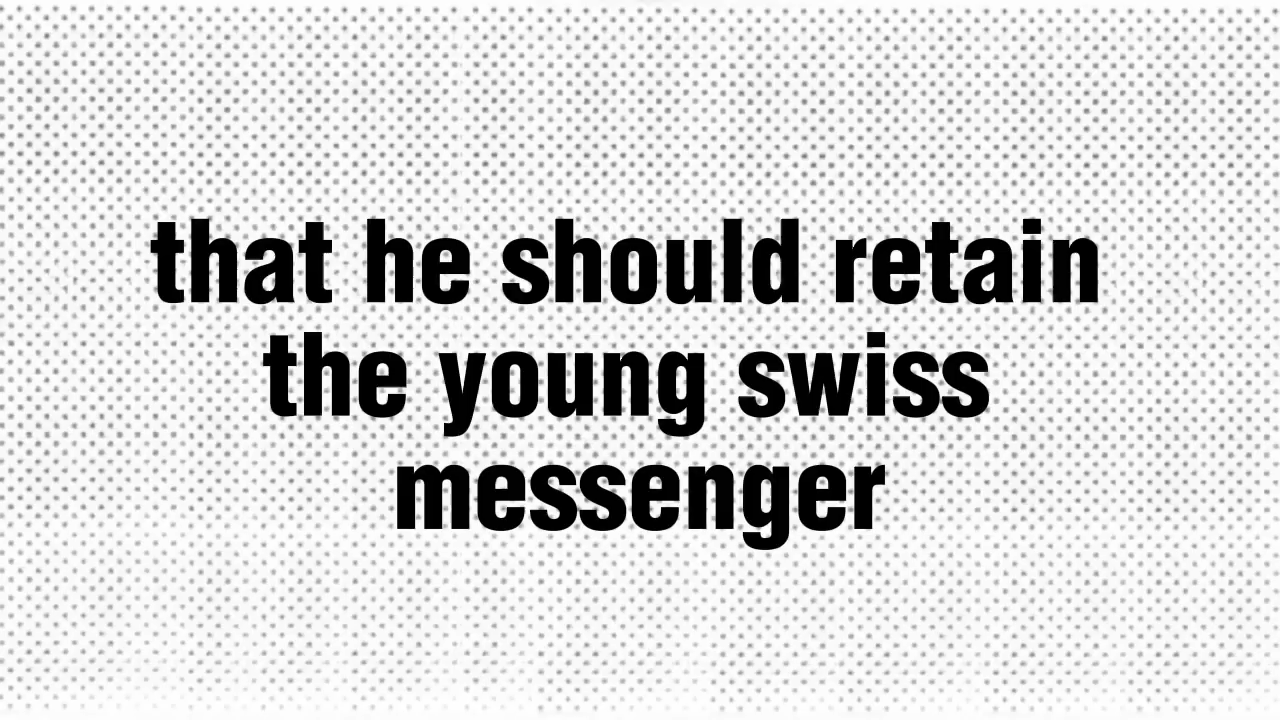 that he should retain
the young swiss
messenger